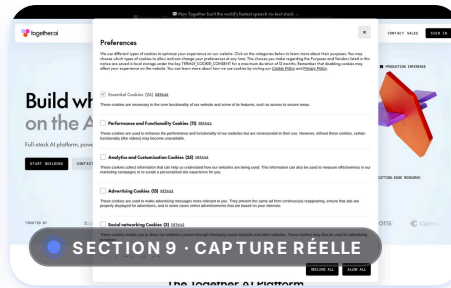 How Together built the world's fastest speech-to-text stack
together.ai
CONTACT SALES
SIGN IN
Preferences
We use different types of cookies to optimize your experience on our website. Click on the categories below to learn more about their purposes. You may
choose which types of cookies to allow and can change your preferences at any time. The choices you make regarding the Purposes and Vendors listed in this
notice are saved in local storage under the key TERMLY_COOKIE_CONSENT for a maximum duration of 12 months. Remember that disabling cookies may
affect your experience on the website. You can learn more about how we use cookies by visiting our Cookie Policy and Privacy Policy.
PRODUCTION INFERENCE
Build wh
on the A
Full-stack AI platform, powe
START BUILDING
CONTAC
Essential Cookies (26) DETAILS
These cookies are necessary to the core functionality of our website and some of its features, such as access to secure areas.
Performance and Functionality Cookies (11) DETAILS
These cookies are used to enhance the performance and functionality of our websites but are nonessential to their use. However, without these cookies, certain
functionality (like videos) may become unavailable.
Analytics and Customization Cookies (35) DETAILS
These cookies collect information that can help us understand how our websites are being used. This information can also be used to measure effectiveness in our
marketing campaigns or to curate a personalized site experience for you.
Advertising Cookies (15) DETAILS
These cookies are used to make advertising messages more relevant to you. They prevent the same ad from continuously reappearing, ensure that ads are
properly displayed for advertisers, and in some cases select advertisements that are based on your interests.
Social networking Cookies (3) DETAILS
TRUSTED BY
SECTION 9 · CAPTURE RÉELLE
DECLINE ALL
ALLOW ALL
The Together AI Platform